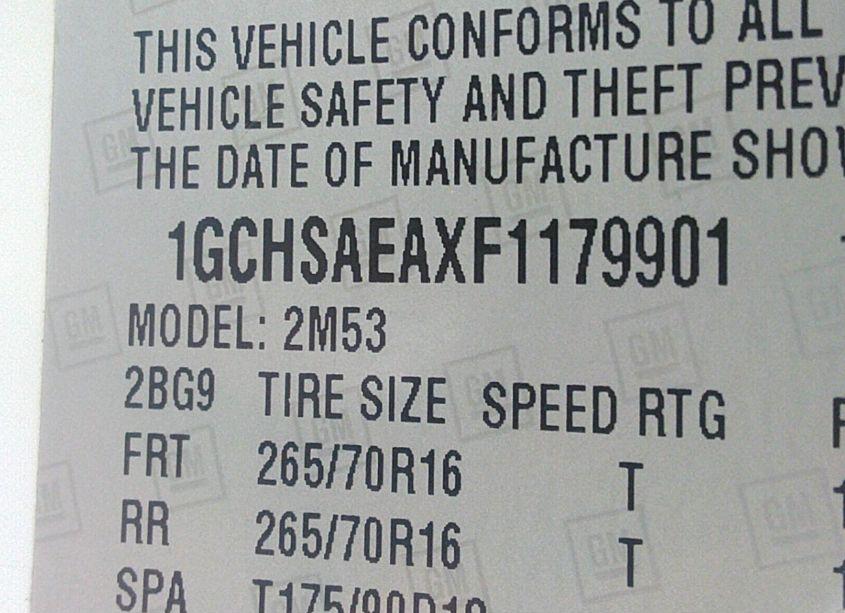 THIS VEHICLE CONFORMS TO ALL
VEHICLE SAFETY AND THEFT PREV
THE DATE OF MANUFACTURE SHO
1GCHSAEAXF1179901
MODEL: 2M53
2BG9 TIRE SIZE SPEED RTG
FRT 265/70R16 T
RR 265/70R16 T
SPA